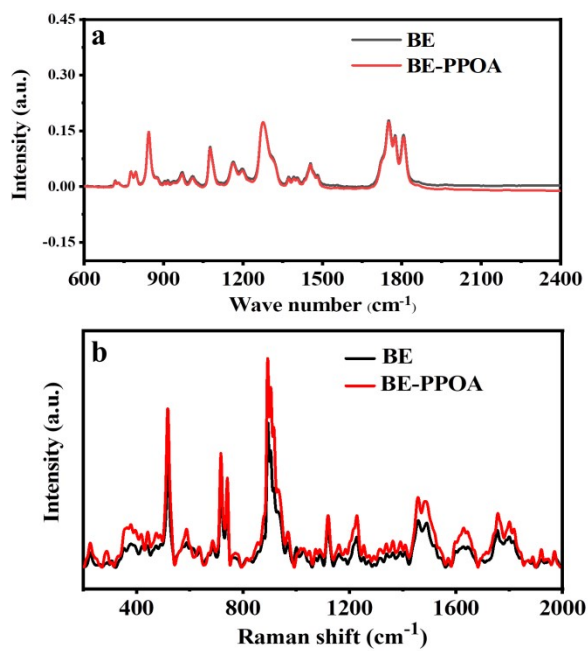 a
BE
BE-PPOA
Intensity (a.u.)
0.45
0.30
0.15
0.00
-0.15
600 900 1200 1500 1800 2100 2400
Wave number (cm-1)
b
BE
BE-PPOA
Intensity (a.u.)
400 800 1200 1600 2000
Raman shift (cm-1)